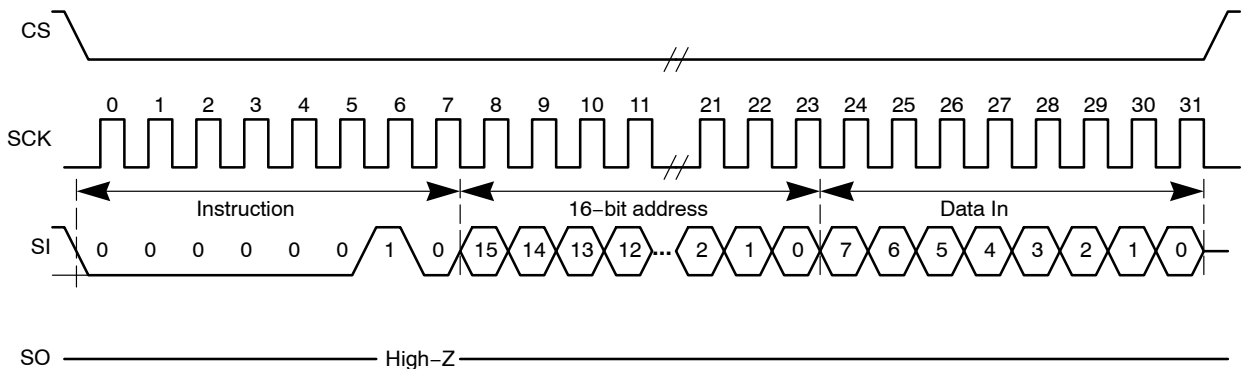 CS
0 1 2 3 4 5 6 7 8 9 10 11 21 22 23 24 25 26 27 28 29 30 31
SCK
Instruction 16−bit address Data In
SI 0 0 0 0 0 0 1 0 15 14 13 12 ... 2 1 0 7 6 5 4 3 2 1 0
SO High−Z